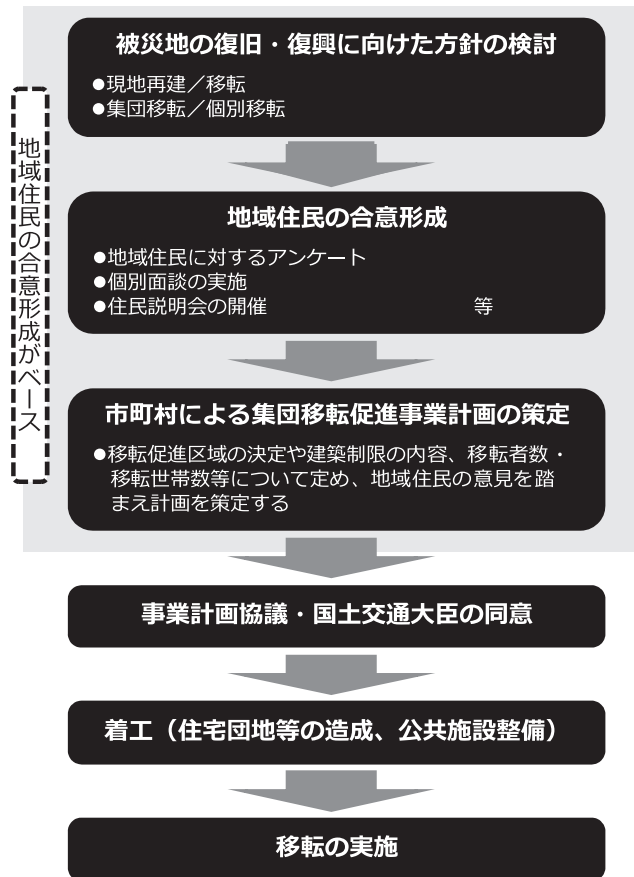 被災地の復旧・復興に向けた方針の検討
●現地再建／移転
●集団移転／個別移転
地域住民の合意形成がベース
地域住民の合意形成
●地域住民に対するアンケート
●個別面談の実施
●住民説明会の開催 等
市町村による集団移転促進事業計画の策定
●移転促進区域の決定や建築制限の内容、移転者数・
移転世帯数等について定め、地域住民の意見を踏
まえ計画を策定する
事業計画協議・国土交通大臣の同意
着工（住宅団地等の造成、公共施設整備）
移転の実施